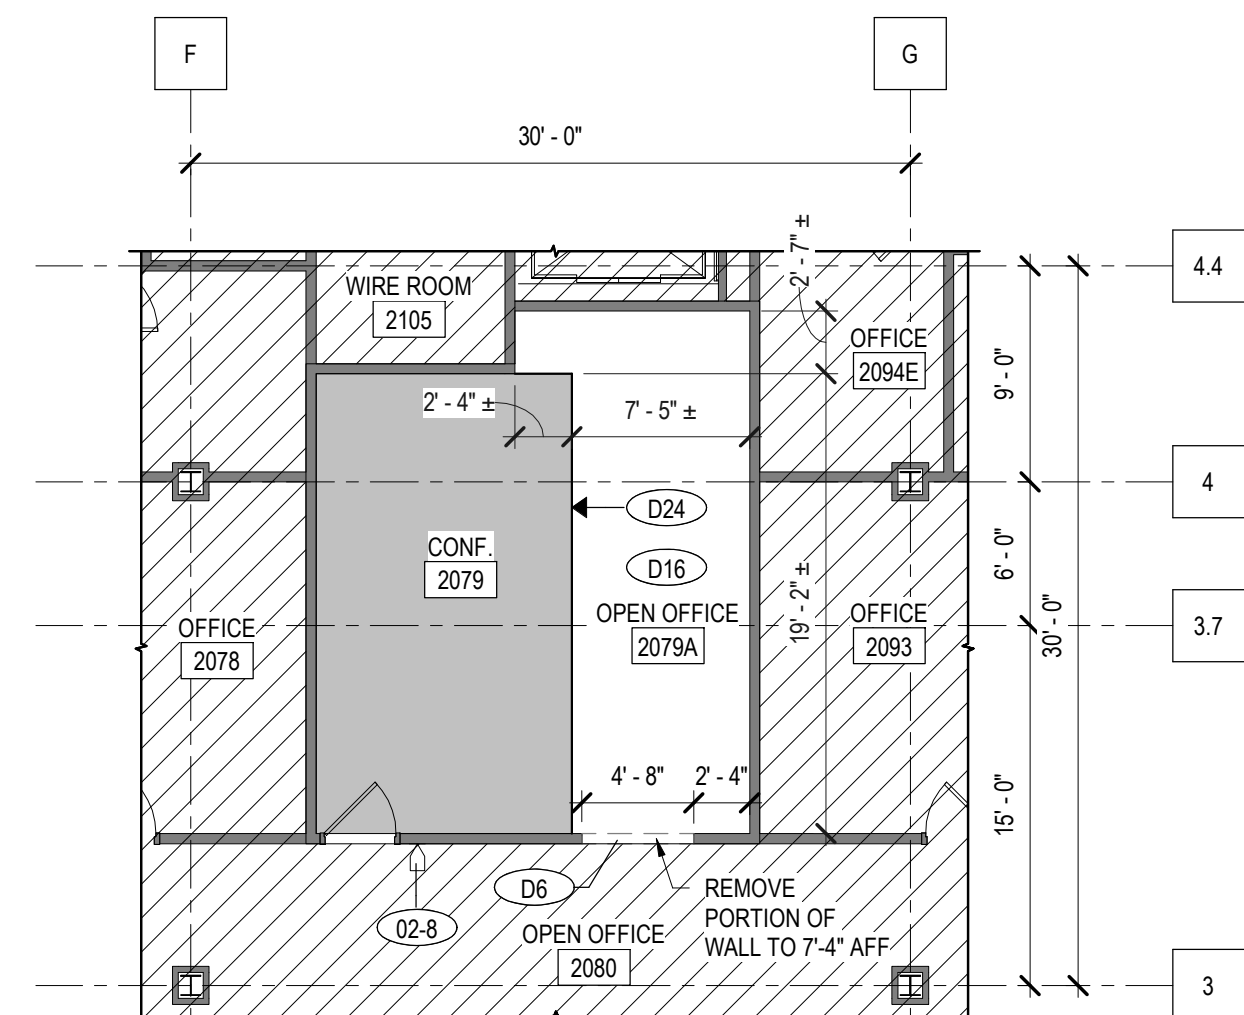 F
G
30' - 0"
2' - 7" ±
4.4
WIRE ROOM
2105
OFFICE
2094E
9' - 0"
2' - 4" ±
7' - 5" ±
4
D24
CONF.
2079
D16
6' - 0"
19' - 2" ±
OPEN OFFICE
2079A
OFFICE
2078
OFFICE
2093
30' - 0"
3.7
4' - 8"
2' - 4"
15' - 0"
D6
REMOVE
PORTION OF
WALL TO 7'-4" AFF
02-8
OPEN OFFICE
2080
3